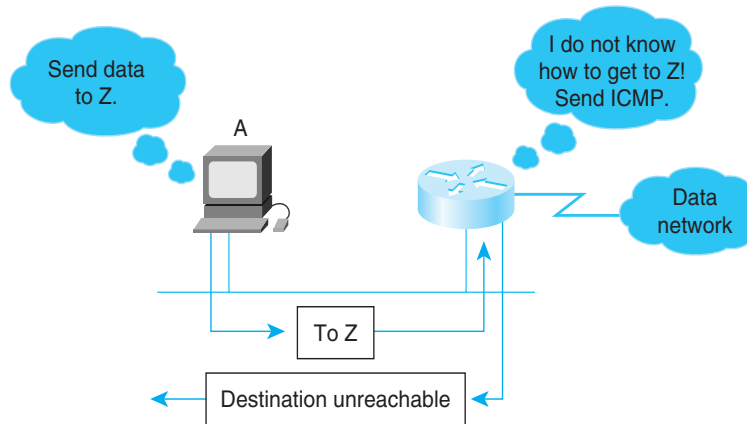 Send data
to Z.
I do not know
how to get to Z!
Send ICMP.
A
Data
network
To Z
Destination unreachable